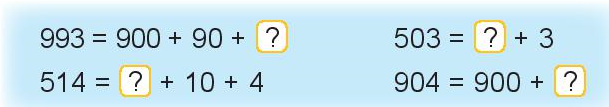 993 = 900 + 90 + ? 503 = ? + 3
514 = ? + 10 + 4 904 = 900 + ?